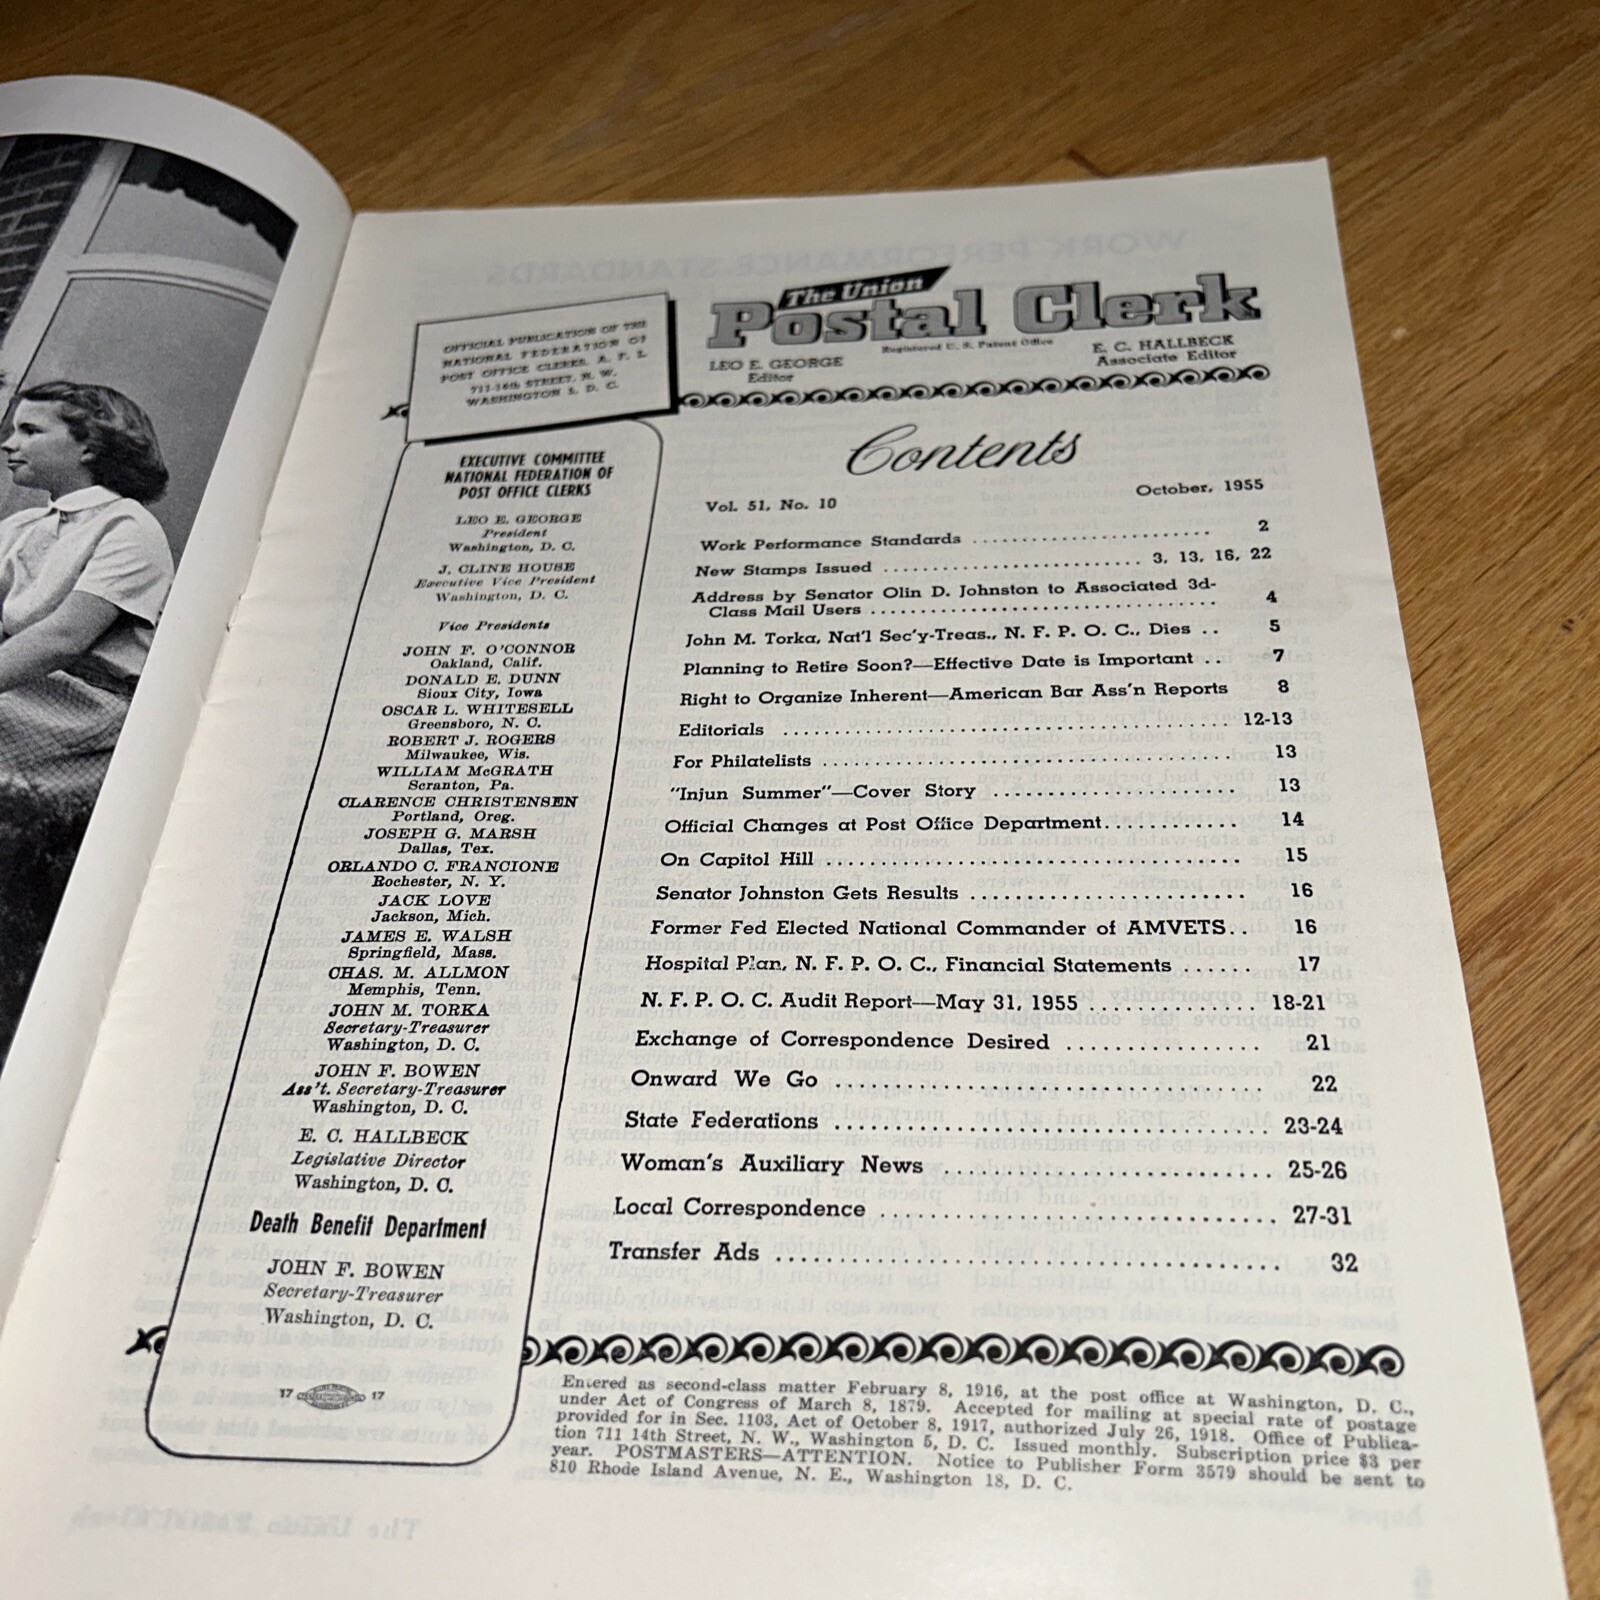 The Union
Postal Clerk
Registered U. S. Patent Office
LEO E. GEORGE
Editor
E. C. HALLBECK
Associate Editor
OFFICIAL PUBLICATION OF THE
NATIONAL FEDERATION OF
POST OFFICE CLERKS, A. F. L.
711-14th STREET, N. W.
WASHINGTON 5, D. C.
EXECUTIVE COMMITTEE
NATIONAL FEDERATION OF
POST OFFICE CLERKS
LEO E. GEORGE
President
Washington, D. C.
J. CLINE HOUSE
Executive Vice President
Washington, D. C.
Vice Presidents
JOHN F. O'CONNOR
Oakland, Calif.
DONALD E. DUNN
Sioux City, Iowa
OSCAR L. WHITESELL
Greensboro, N. C.
ROBERT J. ROGERS
Milwaukee, Wis.
WILLIAM McGRATH
Scranton, Pa.
CLARENCE CHRISTENSEN
Portland, Oreg.
JOSEPH G. MARSH
Dallas, Tex.
ORLANDO C. FRANCIONE
Rochester, N. Y.
JACK LOVE
Jackson, Mich.
JAMES E. WALSH
Springfield, Mass.
CHAS. M. ALLMON
Memphis, Tenn.
JOHN M. TORKA
Secretary-Treasurer
Washington, D. C.
JOHN F. BOWEN
Ass't. Secretary-Treasurer
Washington, D. C.
E. C. HALLBECK
Legislative Director
Washington, D. C.
Death Benefit Department
JOHN F. BOWEN
Secretary-Treasurer
Washington, D. C.
17 17
Contents
Vol. 51, No. 10 October, 1955
Work Performance Standards ........................ 2
New Stamps Issued .......................... 3, 13, 16, 22
Address by Senator Olin D. Johnston to Associated 3d-
Class Mail Users ................................. 4
John M. Torka, Nat'l Sec'y-Treas., N. F. P. O. C., Dies .. 5
Planning to Retire Soon?—Effective Date is Important .. 7
Right to Organize Inherent—American Bar Ass'n Reports 8
Editorials .......................................... 12-13
For Philatelists ....................................... 13
"Injun Summer"—Cover Story ....................... 13
Official Changes at Post Office Department............ 14
On Capitol Hill ...................................... 15
Senator Johnston Gets Results ........................ 16
Former Fed Elected National Commander of AMVETS.. 16
Hospital Plan, N. F. P. O. C., Financial Statements ...... 17
N. F. P. O. C. Audit Report—May 31, 1955 .............. 18-21
Exchange of Correspondence Desired ................ 21
Onward We Go ................................... 22
State Federations ................................... 23-24
Woman's Auxiliary News .......................... 25-26
Local Correspondence .............................. 27-31
Transfer Ads ...................................... 32
Entered as second-class matter February 8, 1916, at the post office at Washington, D. C.,
under Act of Congress of March 8, 1879. Accepted for mailing at special rate of postage
provided for in Sec. 1103, Act of October 8, 1917, authorized July 26, 1918. Office of Publica-
tion 711 14th Street, N. W., Washington 5, D. C. Issued monthly. Subscription price $3 per
year. POSTMASTERS—ATTENTION. Notice to Publisher Form 3579 should be sent to
810 Rhode Island Avenue, N. E., Washington 18, D. C.